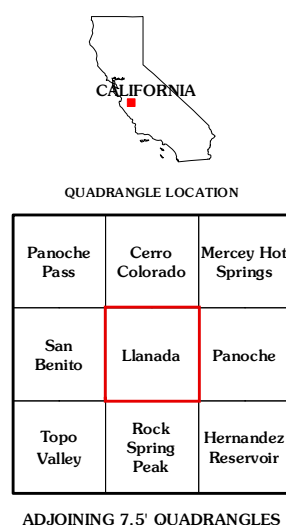 CALIFORNIA
QUADRANGLE LOCATION
Panoche
Pass
Cerro
Colorado
Mercey Hot
Springs
San
Benito
Llanada
Panoche
Topo
Valley
Rock
Spring
Peak
Hernandez
Reservoir
ADJOINING 7.5' QUADRANGLES